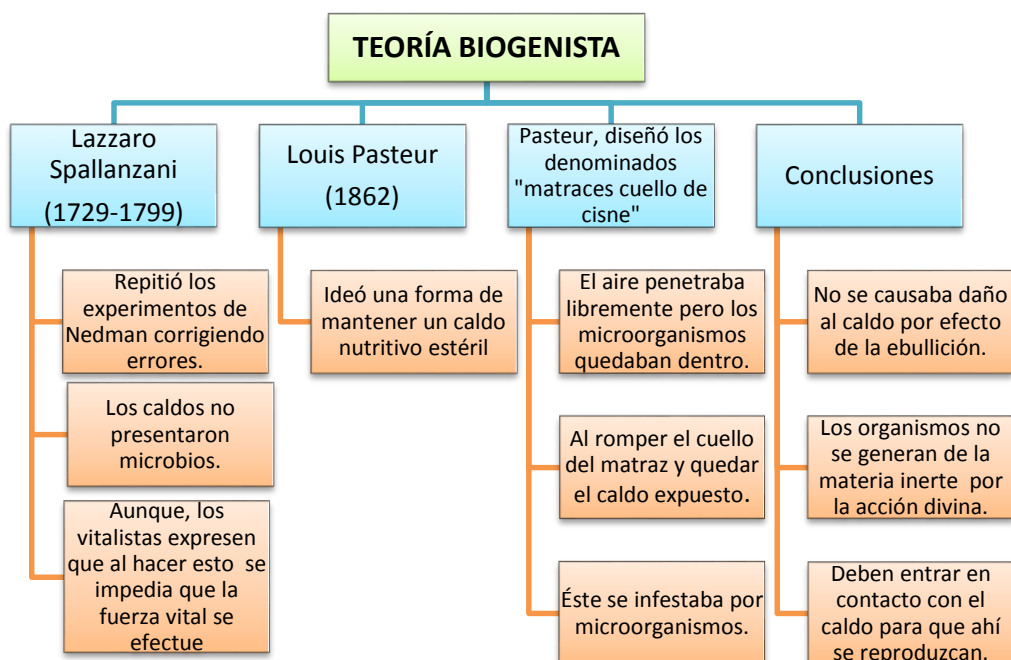 TEORÍA BIOGENISTA
Lazzaro
Spallanzani
(1729-1799)
Repitió los
experimentos de
Nedman corrigiendo
errores.
Los caldos no
presentaron
microbios.
Aunque, los
vitalistas expresen
que al hacer esto se
impedia que la
fuerza vital se
efectue
Louis Pasteur
(1862)
Ideó una forma de
mantener un caldo
nutritivo estéril
Pasteur, diseñó los
denominados
"matraces cuello de
cisne"
El aire penetraba
libremente pero los
microorganismos
quedaban dentro.
Al romper el cuello
del matraz y quedar
el caldo expuesto.
Éste se infestaba por
microorganismos.
Conclusiones
No se causaba daño
al caldo por efecto
de la ebullición.
Los organismos no
se generan de la
materia inerte por
la acción divina.
Deben entrar en
contacto con el
caldo para que ahí
se reproduzcan.